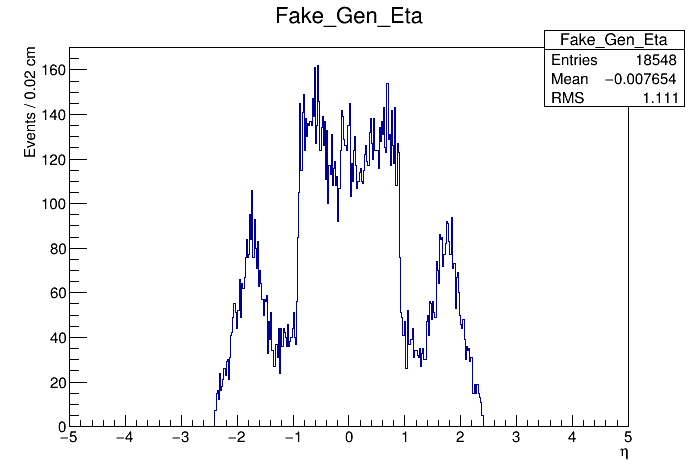 Fake_Gen_Eta
Fake_Gen_Eta
Entries 18548
Mean −0.007654
RMS 1.111
Events / 0.02 cm
160
140
120
100
80
60
40
20
0
−5 −4 −3 −2 −1 0 1 2 3 4 5
η